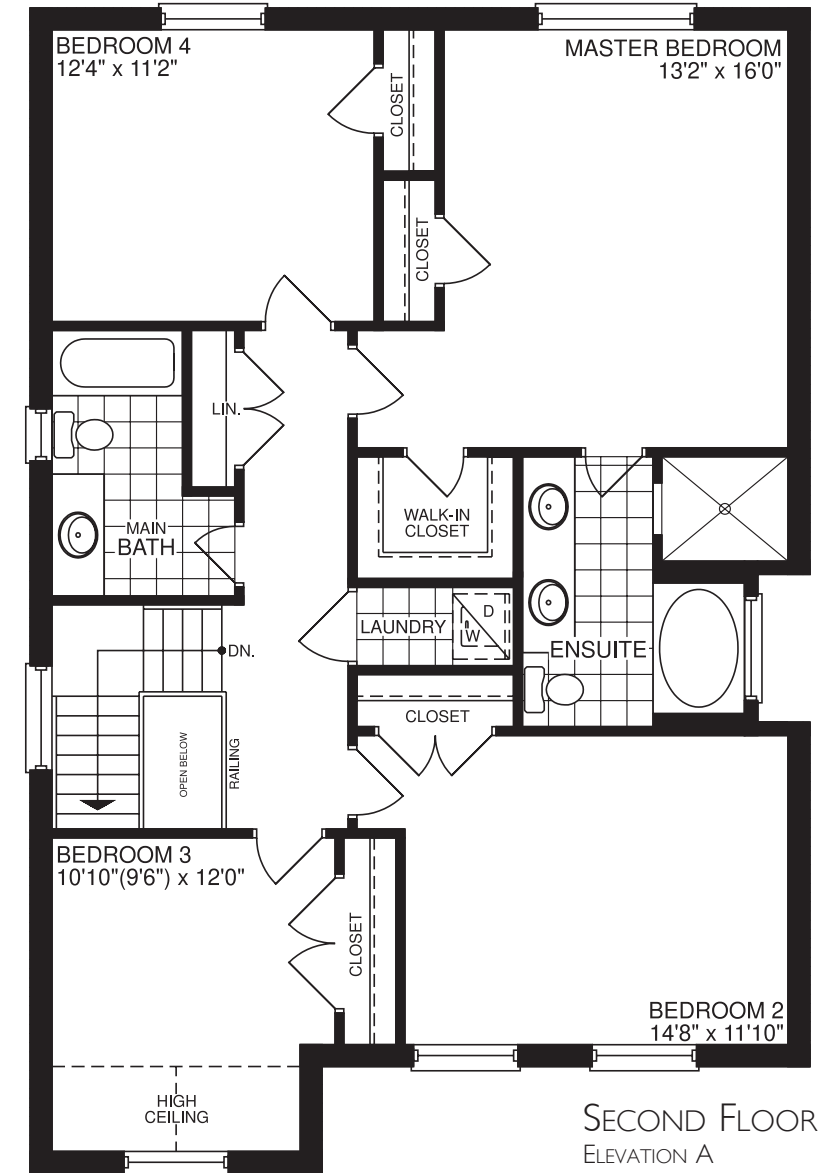 BEDROOM 4
12'4" x 11'2"
CLOSET
MASTER BEDROOM
13'2" x 16'0"
CLOSET
LIN.
MAIN
BATH
WALK-IN
CLOSET
LAUNDRY
D
W
ENSUITE
DN.
CLOSET
OPEN BELOW
RAILING
BEDROOM 3
10'10"(9'6") x 12'0"
CLOSET
BEDROOM 2
14'8" x 11'10"
HIGH
CEILING
SECOND FLOOR
ELEVATION A